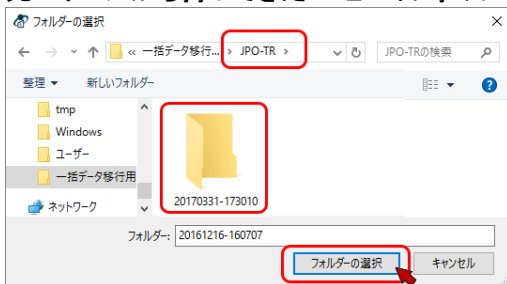 フォルダーの選択
« 一括データ移行... › JPO-TR ›
JPO-TRの検索
整理 新しいフォルダー
tmp
Windows
ユーザー
一括データ移行用
ネットワーク
20170331-173010
フォルダー: 20161216-160707
フォルダーの選択 キャンセル